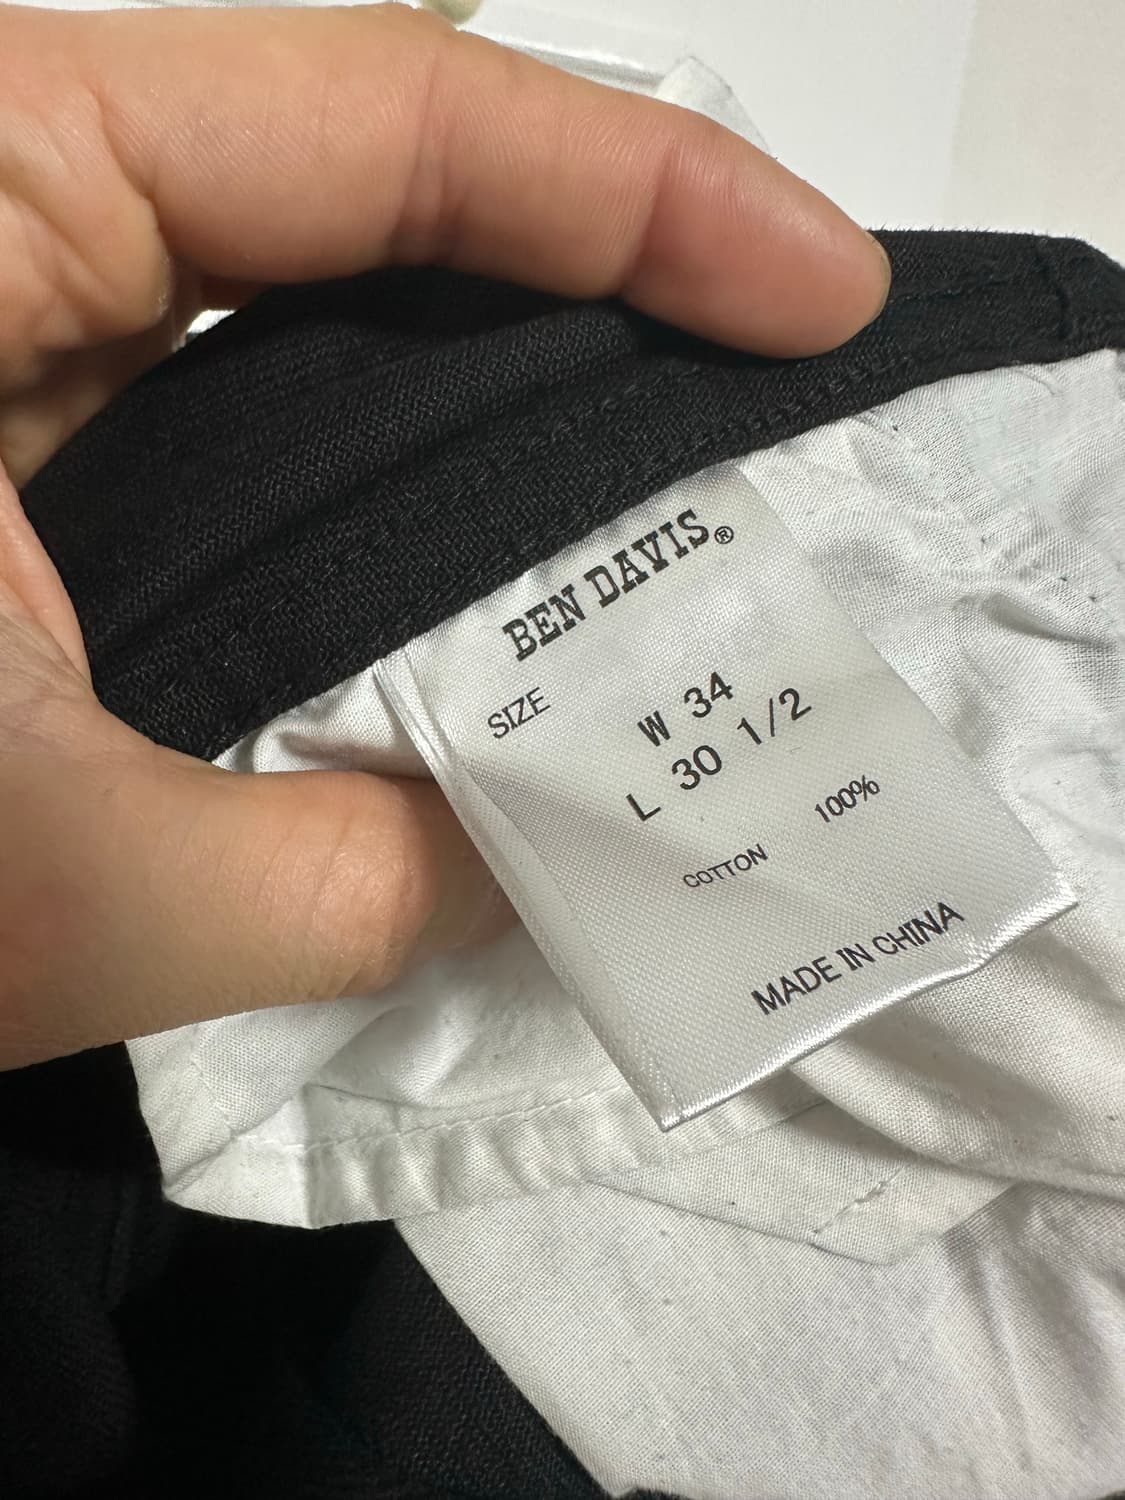 BEN DAVIS®
SIZE
W 34
L 30 1/2
COTTON 100%
MADE IN CHINA